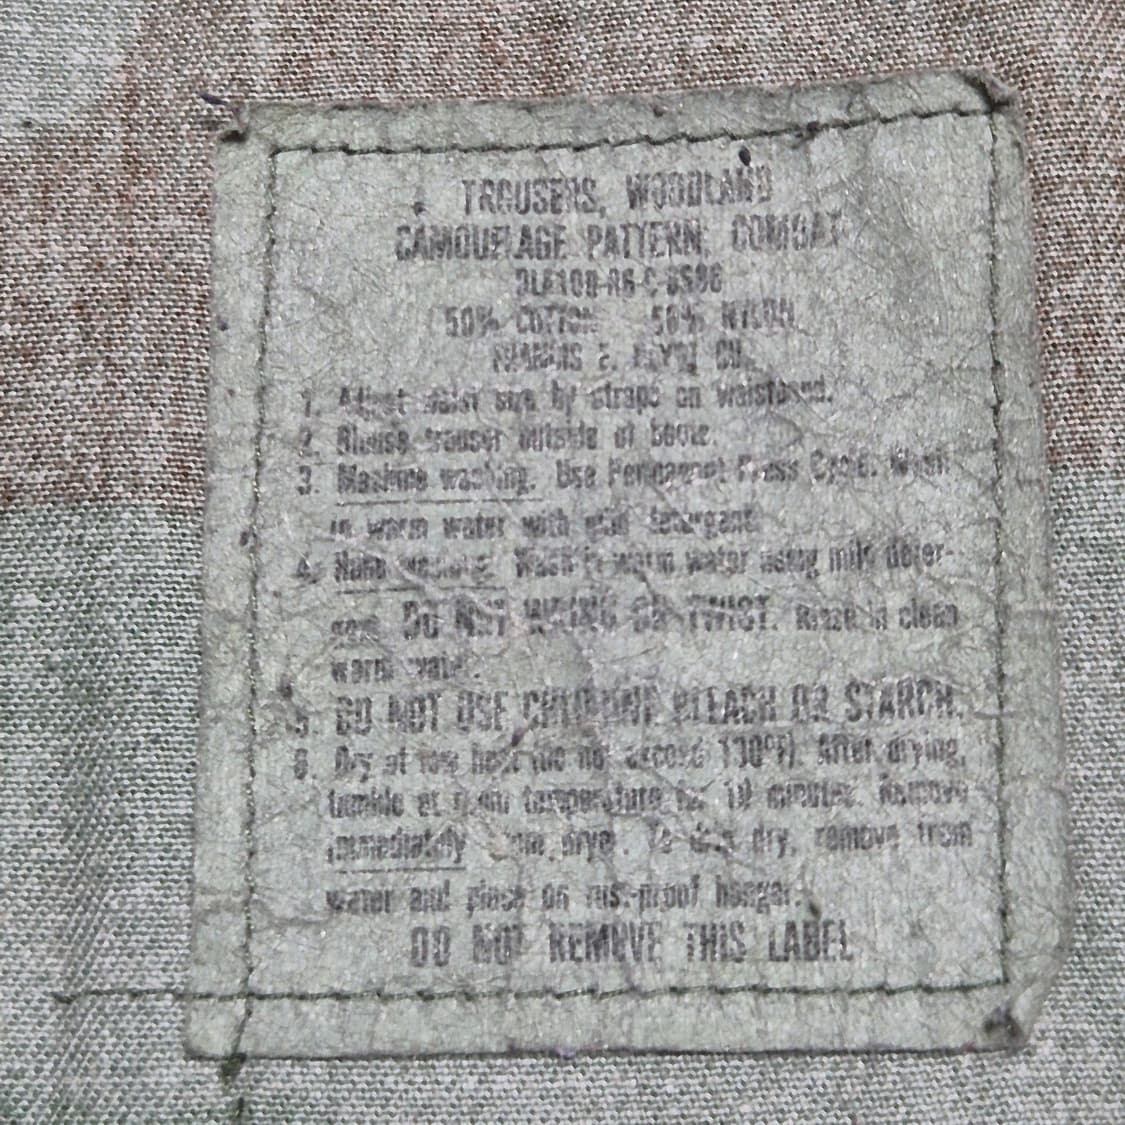 TROUSERS, WOODLAND
CAMOUFLAGE PATTERN, COMBAT
50% COTTON 50% NYLON
1. Adjust waist size by straps on waistband.
2. Blouse trouser outside of boots.
3. Machine washing. Use Permanent Press Cycle. Wash
in warm water with mild detergent.
4. Hand washing. Wash in warm water using mild deter-
gent. DO NOT WRING OR TWIST. Rinse in clean
warm water.
5. DO NOT USE CHLORINE BLEACH OR STARCH.
6. Dry at low heat (do not exceed 130°F). After drying,
tumble at room temperature for 10 minutes. Remove
immediately from dryer. To drip dry, remove from
water and place on rust-proof hanger.
DO NOT REMOVE THIS LABEL